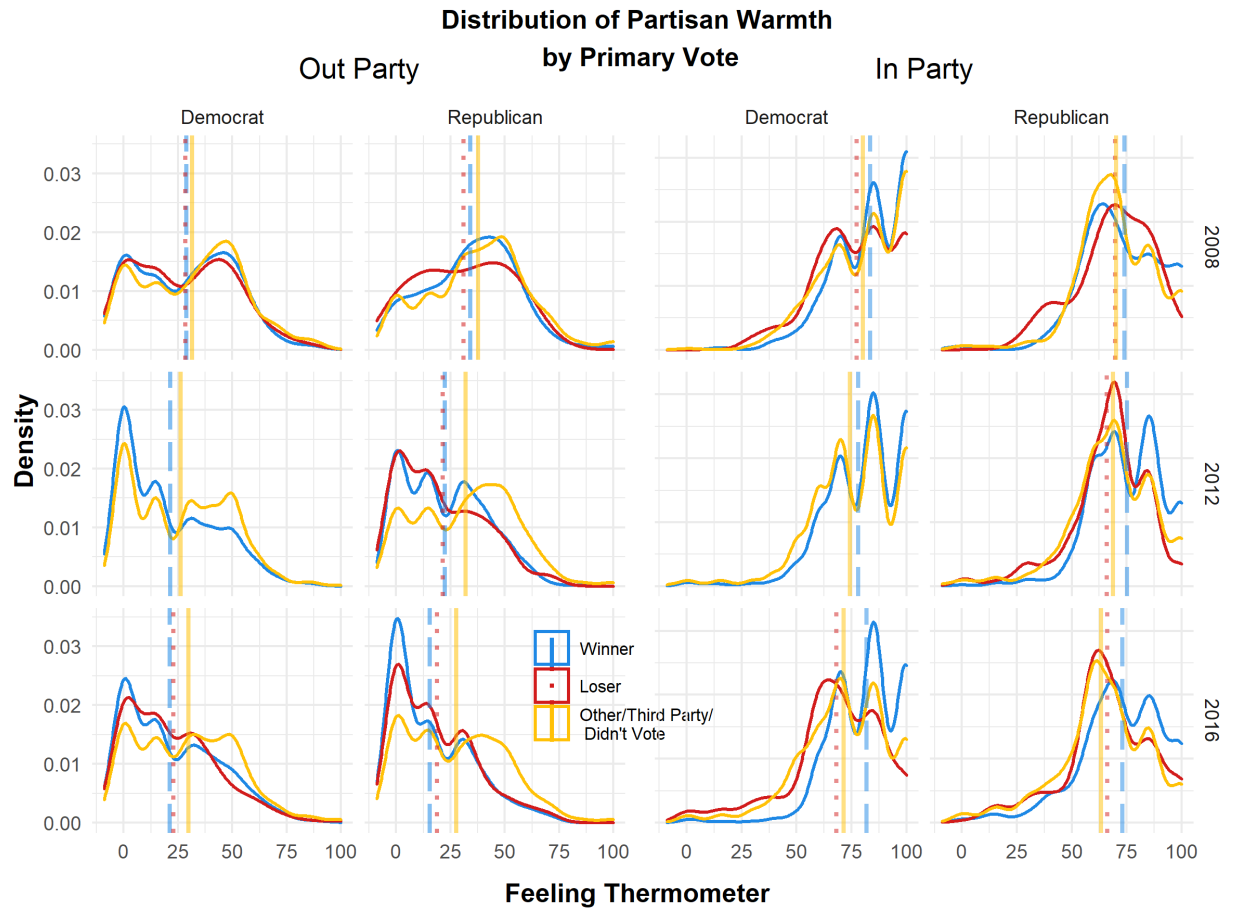 Distribution of Partisan Warmth
by Primary Vote
Out Party
In Party
Democrat
Republican
Democrat
Republican
0.03
0.02
0.01
0.00
2008
0.03
0.02
0.01
0.00
2012
0.03
0.02
0.01
0.00
2016
Density
Winner
Loser
Other/Third Party/
Didn't Vote
0 25 50 75 100
0 25 50 75 100
0 25 50 75 100
0 25 50 75 100
Feeling Thermometer